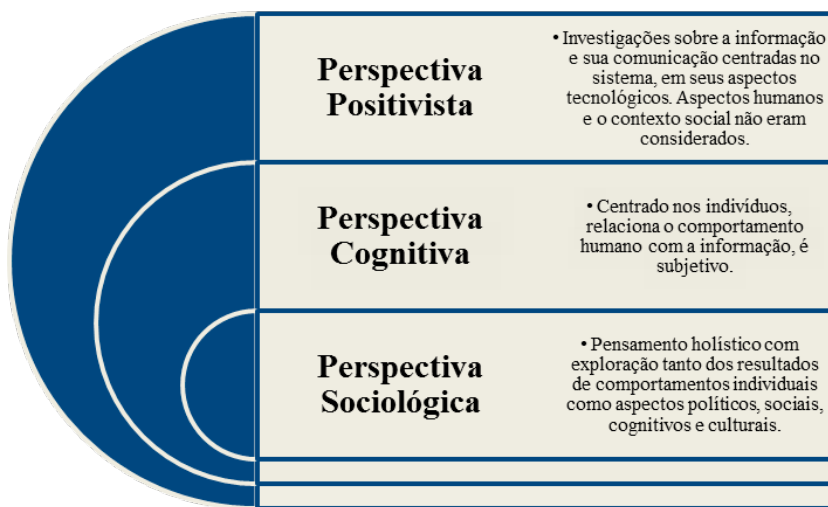 Perspectiva
Positivista
• Investigações sobre a informação
e sua comunicação centradas no
sistema, em seus aspectos
tecnológicos. Aspectos humanos
e o contexto social não eram
considerados.
Perspectiva
Cognitiva
• Centrado nos indivíduos,
relaciona o comportamento
humano com a informação, é
subjetivo.
Perspectiva
Sociológica
• Pensamento holístico com
exploração tanto dos resultados
de comportamentos individuais
como aspectos políticos, sociais,
cognitivos e culturais.